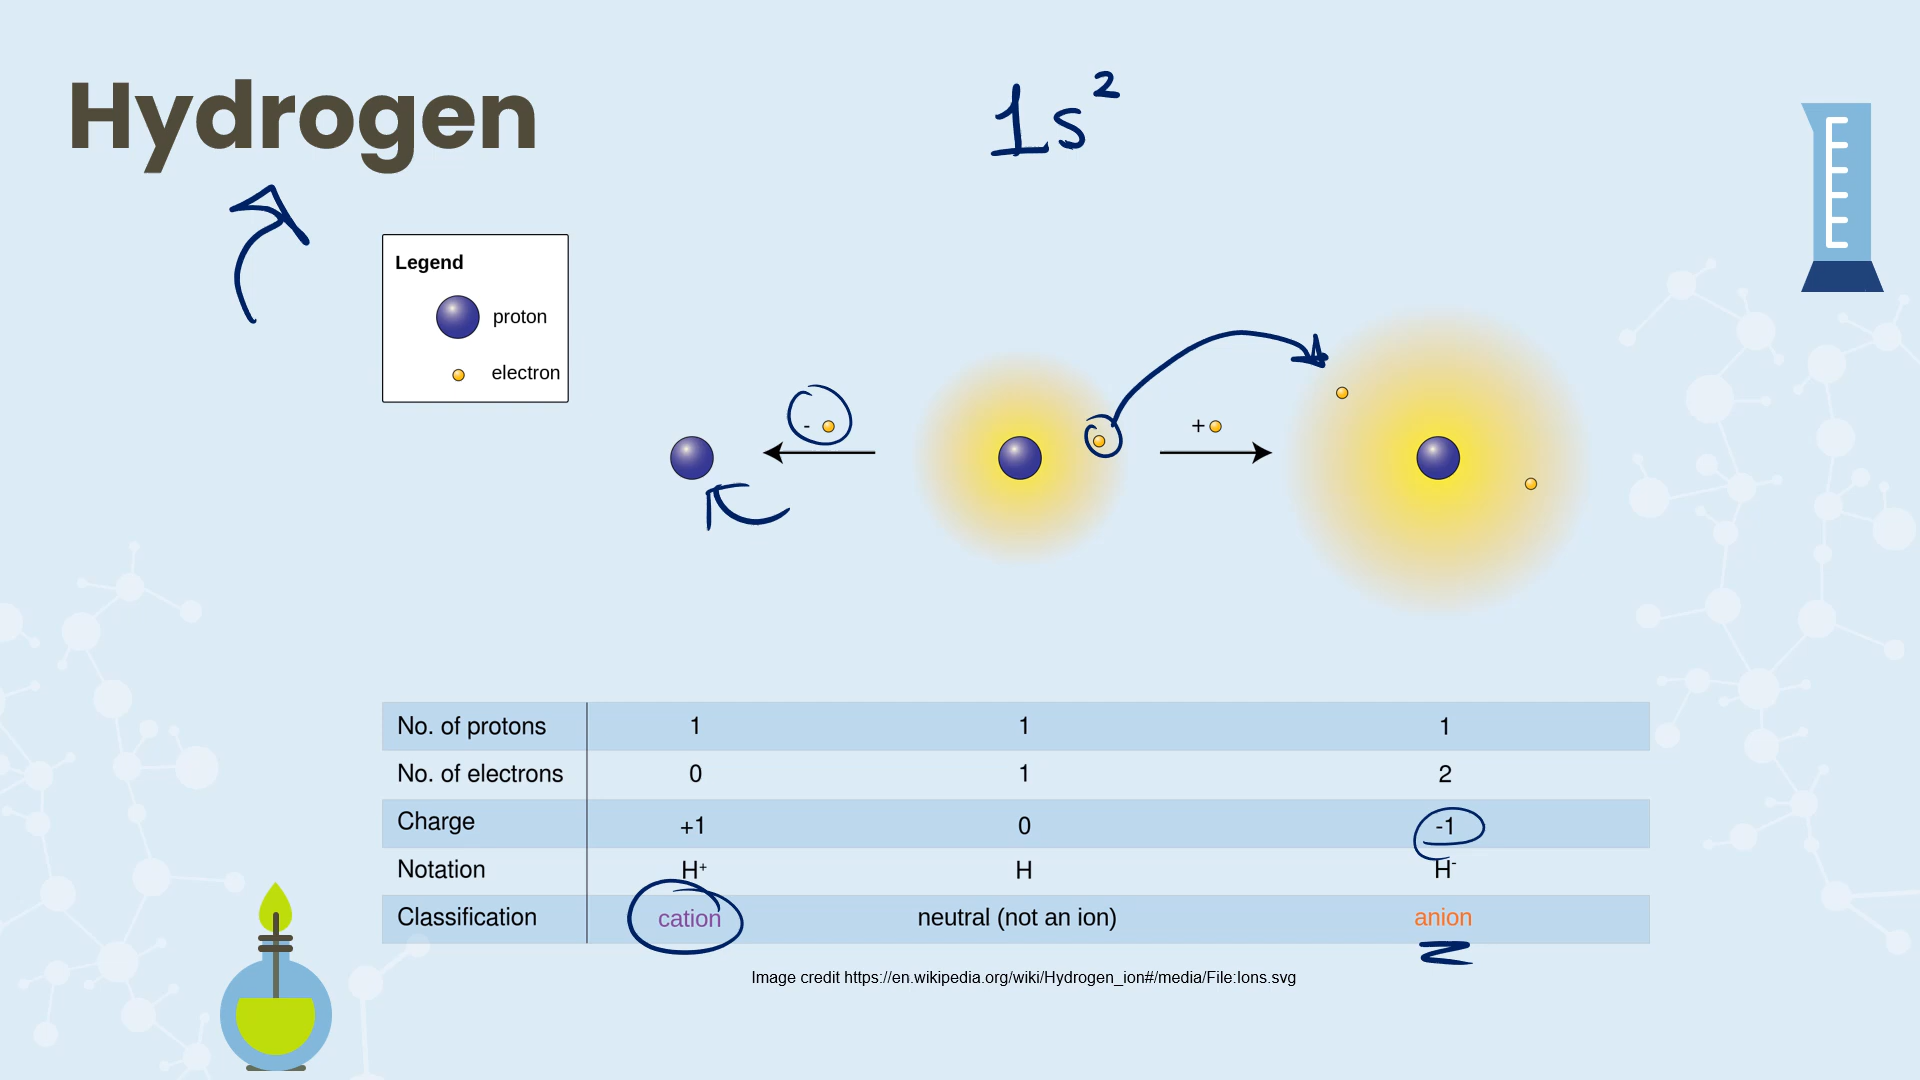 Hydrogen
1s²
Legend
proton
electron
-
+
No. of protons 1 1 1
No. of electrons 0 1 2
Charge +1 0 -1
Notation H⁺ H H⁻
Classification cation neutral (not an ion) anion
Image credit https://en.wikipedia.org/wiki/Hydrogen_ion#/media/File:Ions.svg